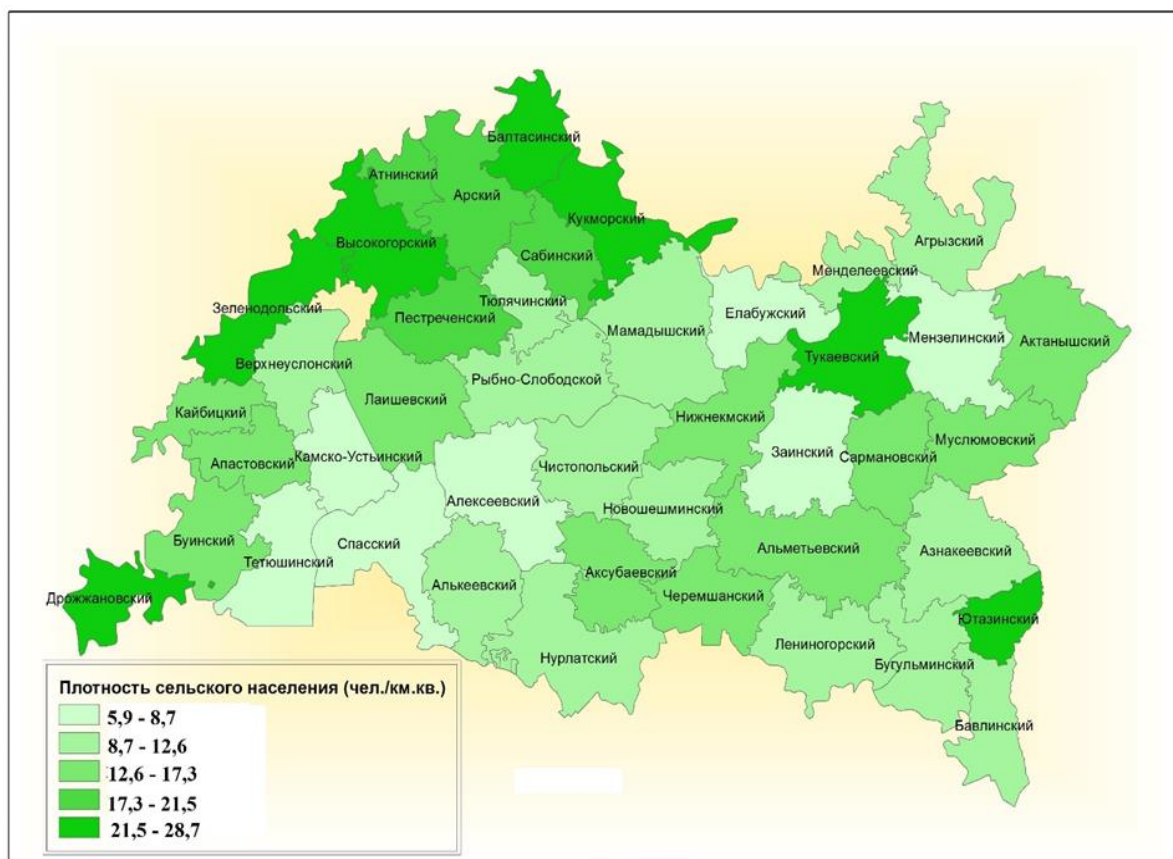 Балтасинский
Атнинский
Арский
Кукморский
Высокогорский
Агрызский
Сабинский
Менделеевский
Тюлячинский
Зеленодольский
Елабужский
Пестреченский
Мамадышский
Мензелинский
Актанышский
Тукаевский
Верхнеуслонский
Рыбно-Слободской
Лаишевский
Кайбицкий
Нижнекмский
Муслюмовский
Камско-Устьинский
Апастовский
Чистопольский
Заинский
Сармановский
Алексеевский
Новошешминский
Буинский
Спасский
Альметьевский
Азнакеевский
Тетюшинский
Аксубаевский
Алькеевский
Черемшанский
Дрожжановский
Ютазинский
Лениногорский
Нурлатский
Бугульминский
Бавлинский
Плотность сельского населения (чел./км.кв.)
5,9 - 8,7
8,7 - 12,6
12,6 - 17,3
17,3 - 21,5
21,5 - 28,7